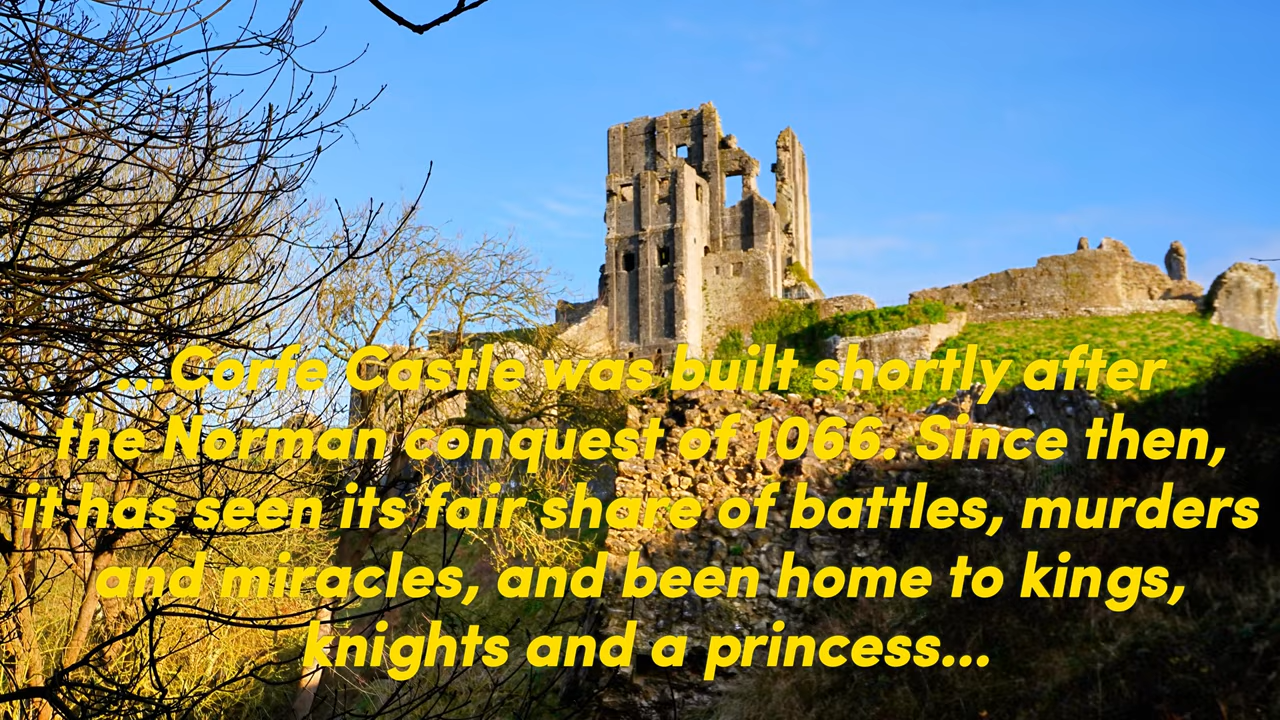 ...Corfe Castle was built shortly after
the Norman conquest of 1066. Since then,
it has seen its fair share of battles, murders
and miracles, and been home to kings,
knights and a princess...